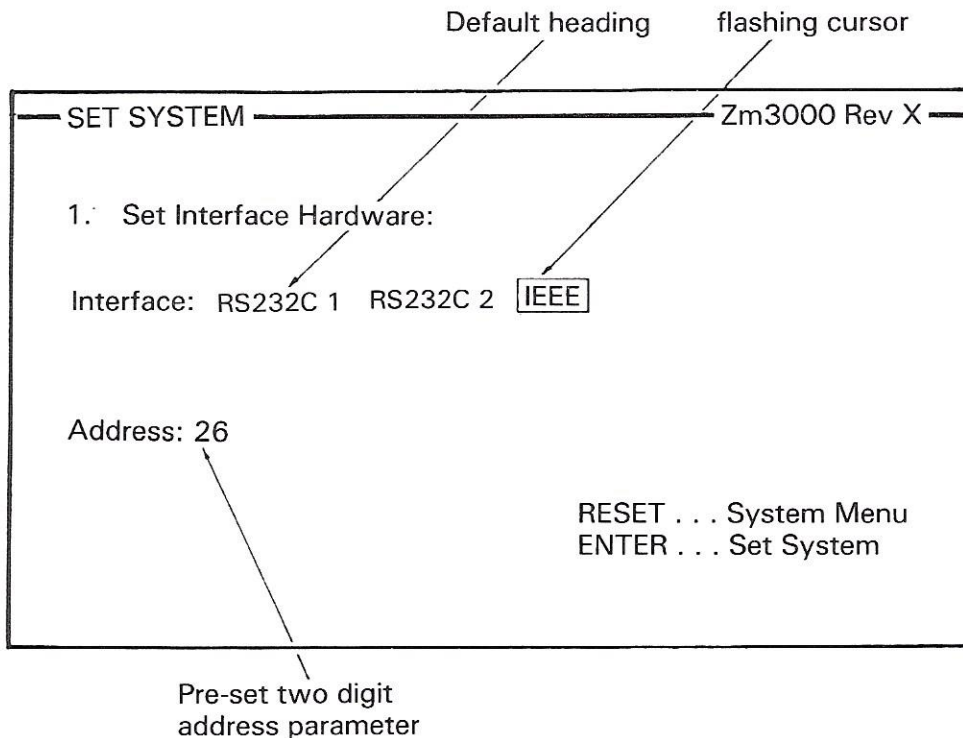 Default heading flashing cursor
SET SYSTEM Zm3000 Rev X
1. Set Interface Hardware:
Interface: RS232C 1 RS232C 2 IEEE
Address: 26
RESET . . . System Menu
ENTER . . . Set System
Pre-set two digit
address parameter